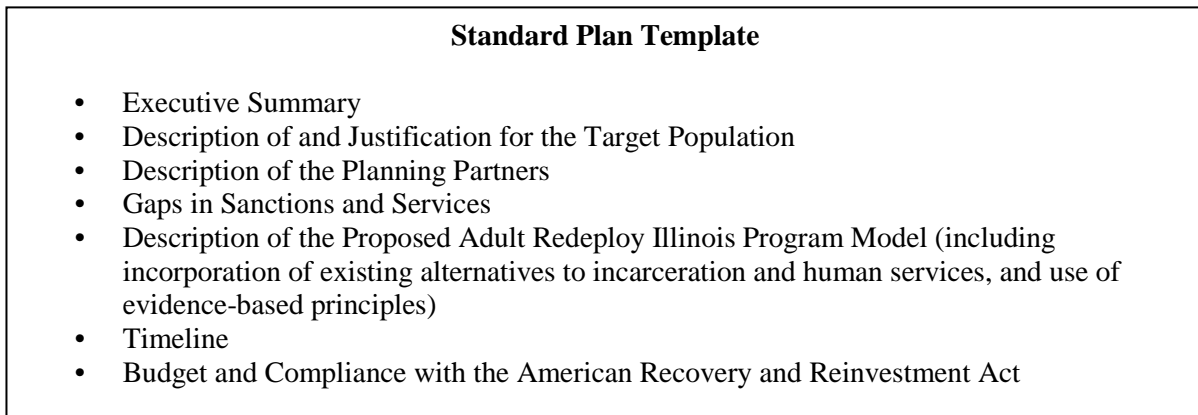 Standard Plan Template
• Executive Summary
• Description of and Justification for the Target Population
• Description of the Planning Partners
• Gaps in Sanctions and Services
• Description of the Proposed Adult Redeploy Illinois Program Model (including
incorporation of existing alternatives to incarceration and human services, and use of
evidence-based principles)
• Timeline
• Budget and Compliance with the American Recovery and Reinvestment Act